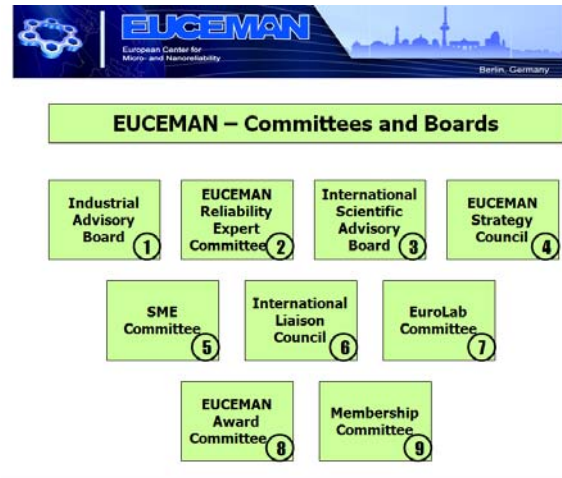 EUCEMAN
European Center for
Micro- and Nanoreliability
Berlin, Germany
EUCEMAN – Committees and Boards
Industrial
Advisory
Board
1
EUCEMAN
Reliability
Expert
Committee
2
International
Scientific
Advisory
Board
3
EUCEMAN
Strategy
Council
4
SME
Committee
5
International
Liaison
Council
6
EuroLab
Committee
7
EUCEMAN
Award
Committee
8
Membership
Committee
9